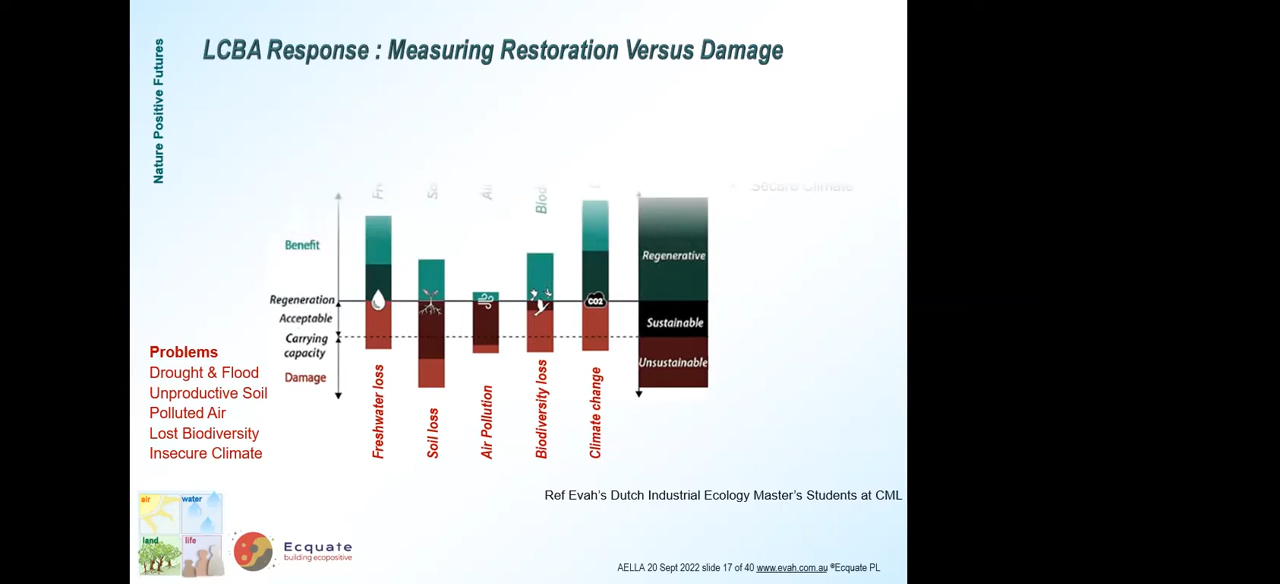 Nature Positive Futures
LCBA Response : Measuring Restoration Versus Damage
Secure Climate
Benefit
Regeneration
Acceptable
Carrying
capacity
Damage
CO2
Regenerative
Sustainable
Unsustainable
Freshwater loss
Soil loss
Air Pollution
Biodiversity loss
Climate change
Problems
Drought & Flood
Unproductive Soil
Polluted Air
Lost Biodiversity
Insecure Climate
Ref Evah's Dutch Industrial Ecology Master's Students at CML
air
water
land
life
Ecquate
building ecopositive
AELLA 20 Sept 2022 slide 17 of 40 www.evah.com.au ®Ecquate PL